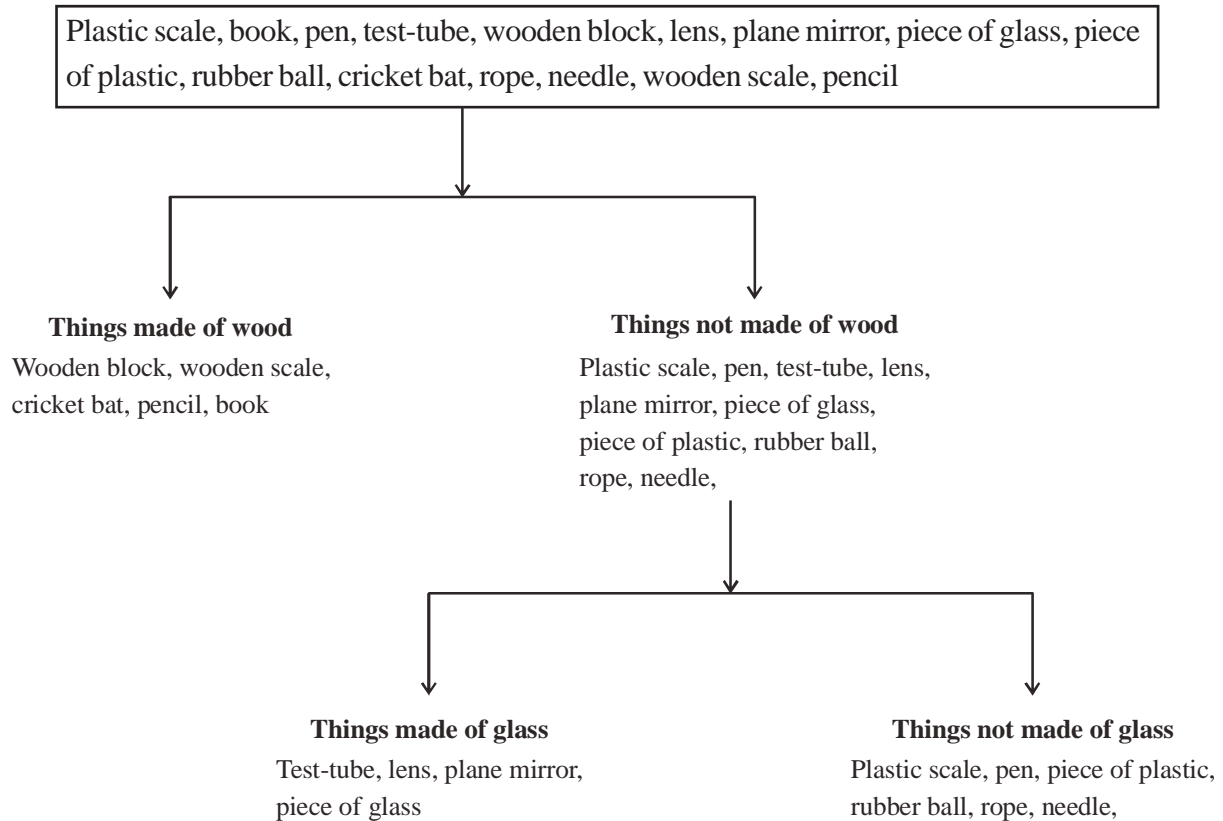 Plastic scale, book, pen, test-tube, wooden block, lens, plane mirror, piece of glass, piece
of plastic, rubber ball, cricket bat, rope, needle, wooden scale, pencil
Things made of wood
Wooden block, wooden scale,
cricket bat, pencil, book
Things not made of wood
Plastic scale, pen, test-tube, lens,
plane mirror, piece of glass,
piece of plastic, rubber ball,
rope, needle,
Things made of glass
Test-tube, lens, plane mirror,
piece of glass
Things not made of glass
Plastic scale, pen, piece of plastic,
rubber ball, rope, needle,